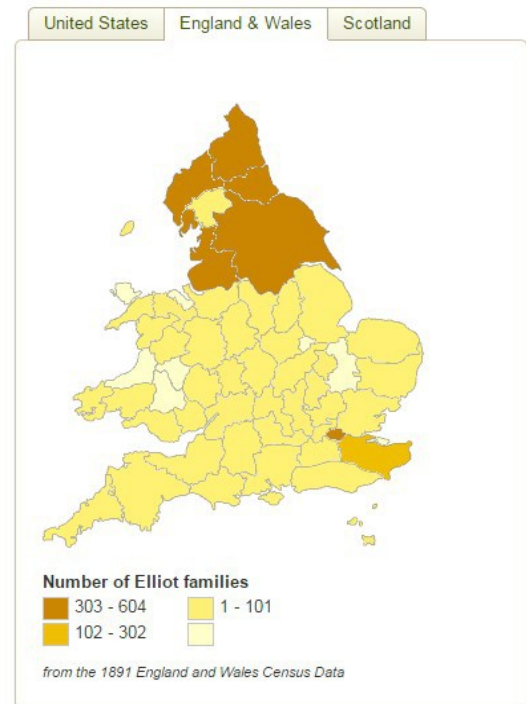 United States England & Wales Scotland
Number of Elliot families
303 - 604 1 - 101
102 - 302
from the 1891 England and Wales Census Data